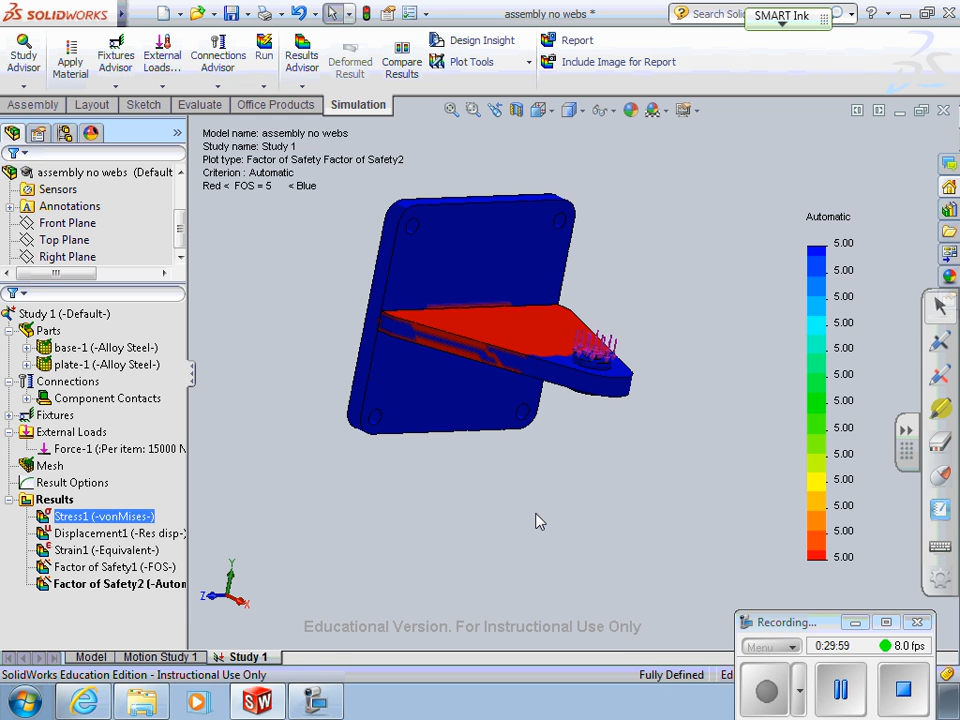 SOLIDWORKS
assembly no webs *
Search Soli
SMART Ink
Study Advisor
Apply Material
Fixtures Advisor
External Loads...
Connections Advisor
Run
Results Advisor
Deformed Result
Compare Results
Design Insight
Plot Tools
Report
Include Image for Report
Assembly
Layout
Sketch
Evaluate
Office Products
Simulation
Model name: assembly no webs
Study name: Study 1
Plot type: Factor of Safety Factor of Safety2
Criterion : Automatic
Red < FOS = 5 < Blue
assembly no webs (Default
Sensors
Annotations
Front Plane
Top Plane
Right Plane
Study 1 (-Default-)
Parts
base-1 (-Alloy Steel-)
plate-1 (-Alloy Steel-)
Connections
Component Contacts
Fixtures
External Loads
Force-1 (:Per item: 15000 N
Mesh
Result Options
Results
Stress1 (-vonMises-)
Displacement1 (-Res disp-)
Strain1 (-Equivalent-)
Factor of Safety1 (-FOS-)
Factor of Safety2 (-Autom
Automatic
5.00
5.00
5.00
5.00
5.00
5.00
5.00
5.00
5.00
5.00
5.00
5.00
5.00
Y
Z
X
Educational Version. For Instructional Use Only
Recording...
Menu
0:29:59
8.0 fps
Model
Motion Study 1
Study 1
SolidWorks Education Edition - Instructional Use Only
Fully Defined
Ed